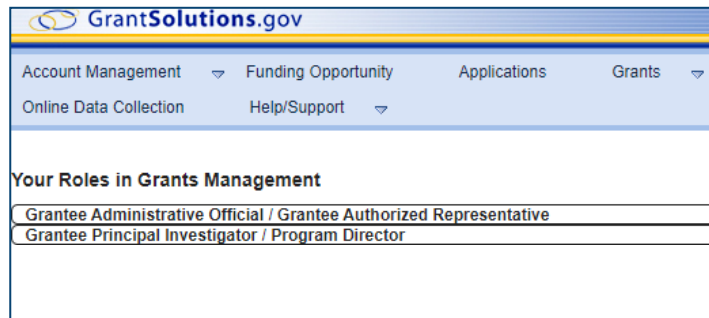 GrantSolutions.gov
Account Management Funding Opportunity Applications Grants
Online Data Collection Help/Support
Your Roles in Grants Management
Grantee Administrative Official / Grantee Authorized Representative
Grantee Principal Investigator / Program Director